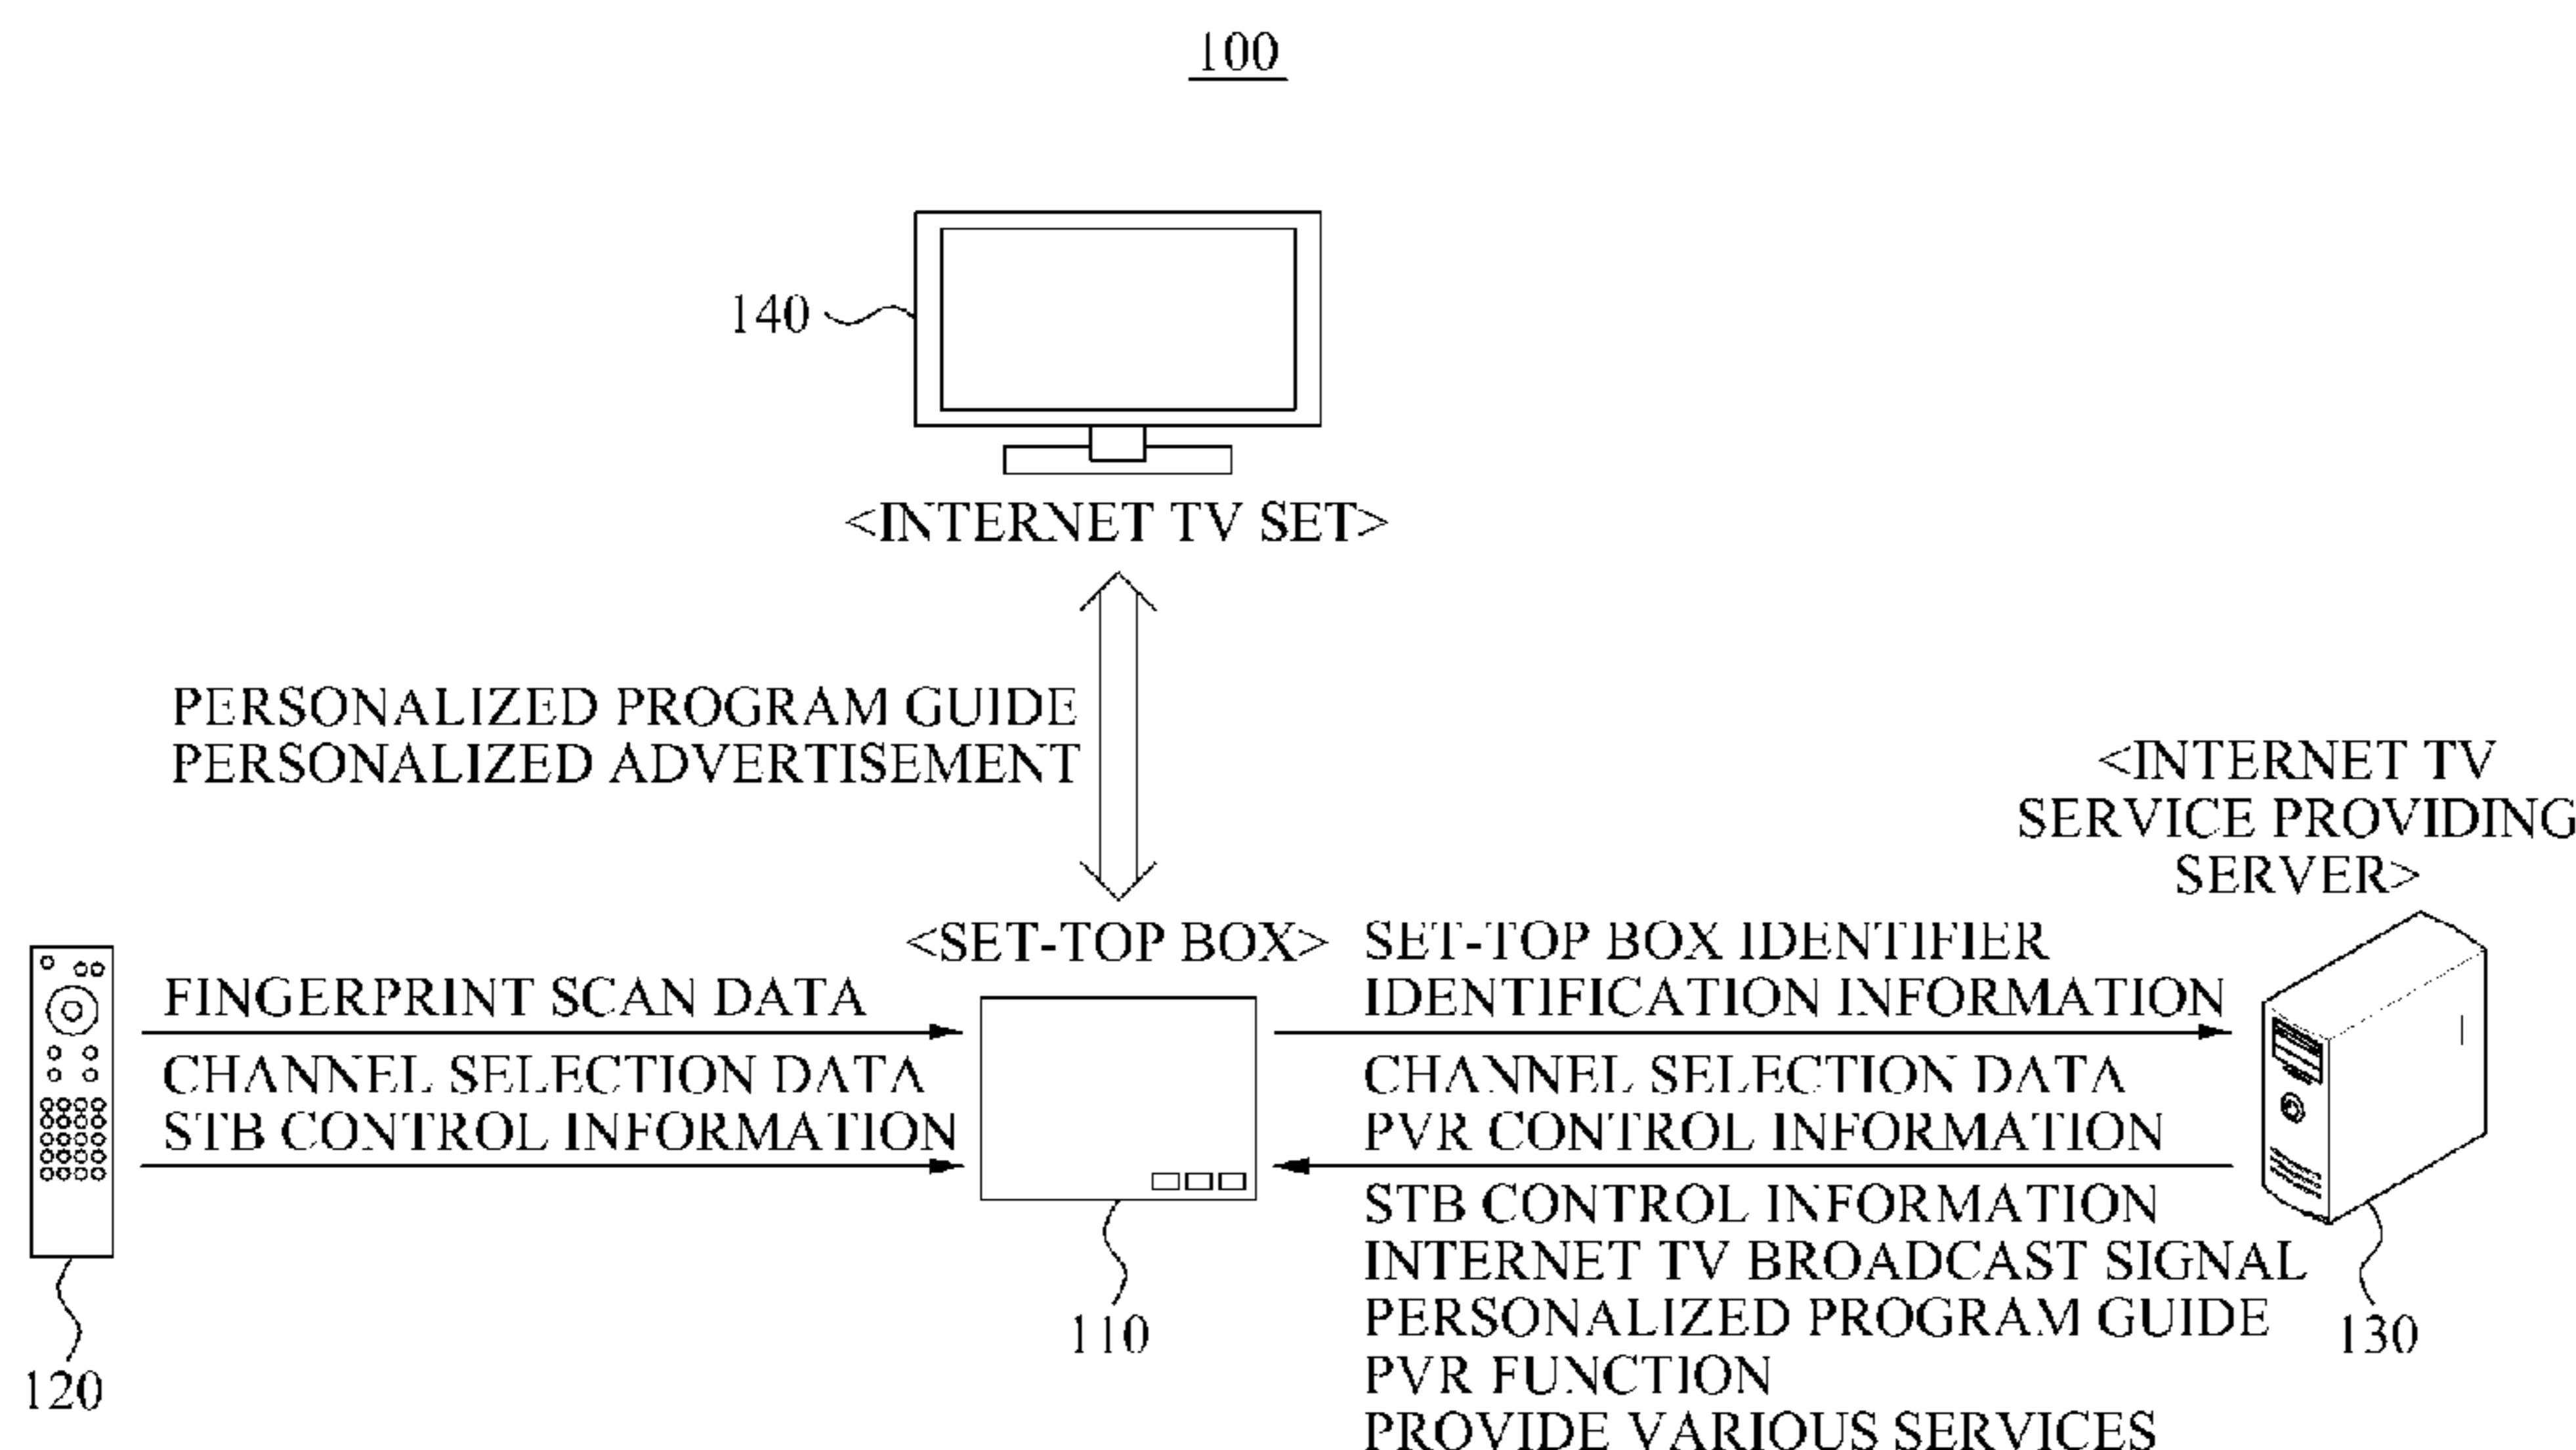 100
140
<INTERNET TV SET>
PERSONALIZED PROGRAM GUIDE
PERSONALIZED ADVERTISEMENT
<INTERNET TV
SERVICE PROVIDING
SERVER>
<SET-TOP BOX>
FINGERPRINT SCAN DATA
CHANNEL SELECTION DATA
STB CONTROL INFORMATION
SET-TOP BOX IDENTIFIER
IDENTIFICATION INFORMATION
CHANNEL SELECTION DATA
PVR CONTROL INFORMATION
STB CONTROL INFORMATION
INTERNET TV BROADCAST SIGNAL
PERSONALIZED PROGRAM GUIDE
PVR FUNCTION
PROVIDE VARIOUS SERVICES
120
110
130